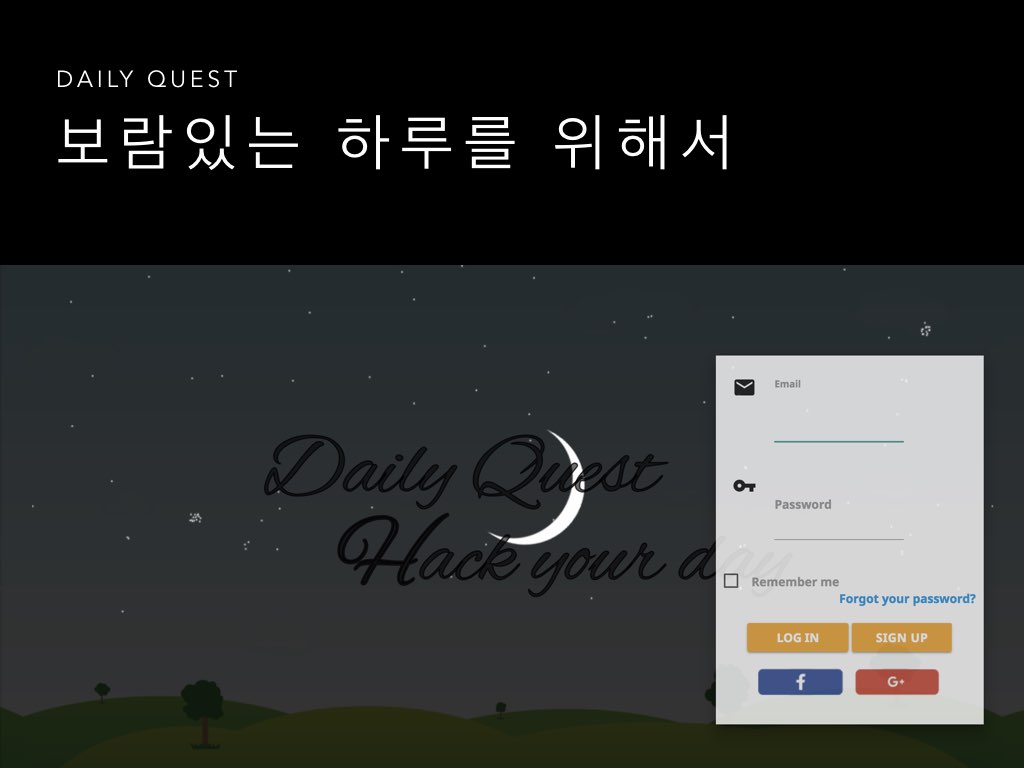 DAILY QUEST
보람있는 하루를 위해서
Daily Quest
Hack your day
Email
Password
Remember me
Forgot your password?
LOG IN SIGN UP
f G+